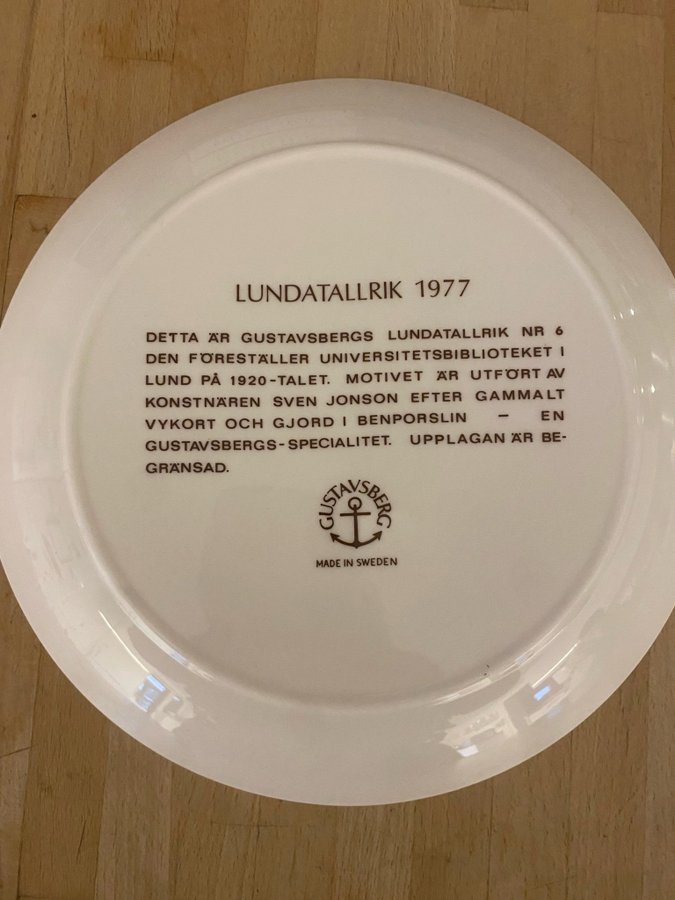 LUNDATALLRIK 1977
DETTA ÄR GUSTAVSBERGS LUNDATALLRIK NR 6
DEN FÖRESTÄLLER UNIVERSITETSBIBLIOTEKET I
LUND PÅ 1920-TALET. MOTIVET ÄR UTFÖRT AV
KONSTNÄREN SVEN JONSON EFTER GAMMALT
VYKORT OCH GJORD I BENPORSLIN – EN
GUSTAVSBERGS-SPECIALITET. UPPLAGAN ÄR BE-
GRÄNSAD.
GUSTAVSBERG
MADE IN SWEDEN